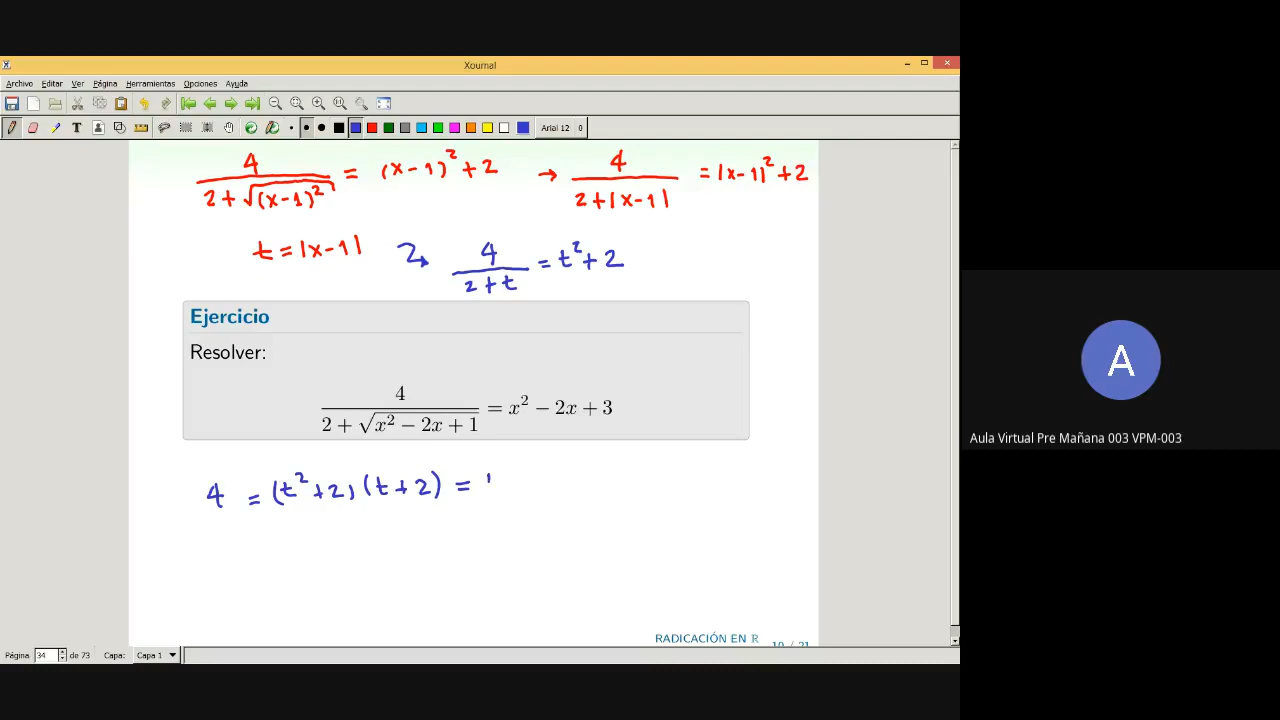 Xournal
Archivo Editar Ver Página Herramientas Opciones Ayuda
Arial 12 0
4 / (2 + √((x-1)²)) = (x-1)² + 2 → 4 / (2 + |x-1|) = |x-1|² + 2
t = |x-1| 4 / (2 + t) = t² + 2
Ejercicio
Resolver:
4 / (2 + √(x² − 2x + 1)) = x² − 2x + 3
4 = (t² + 2) (t + 2) =
RADICACIÓN EN ℝ 10 / 21
Página 34 de 73 Capa: Capa 1
A
Aula Virtual Pre Mañana 003 VPM-003